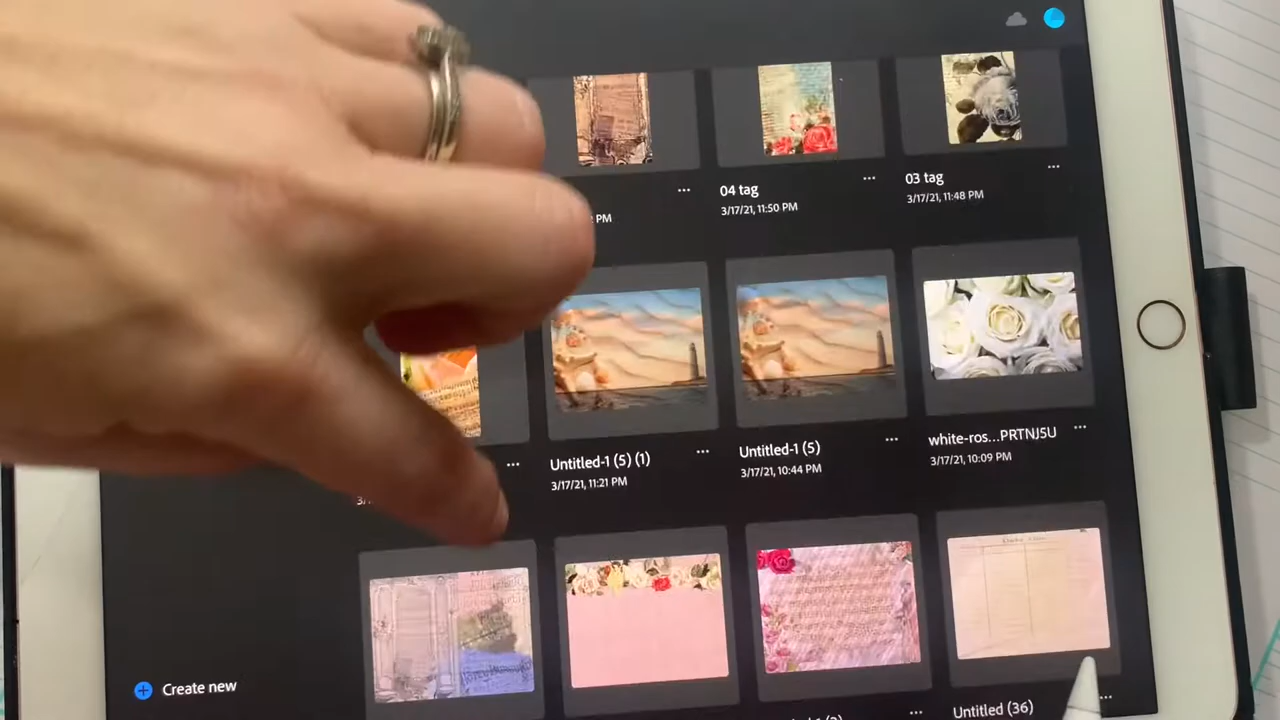 PM
04 tag
3/17/21, 11:50 PM
03 tag
3/17/21, 11:48 PM
Untitled-1 (5) (1)
3/17/21, 11:21 PM
Untitled-1 (5)
3/17/21, 10:44 PM
white-ros...PRTNJ5U
3/17/21, 10:09 PM
Create new
Untitled (36)